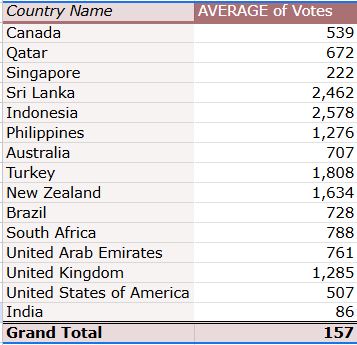 Country Name AVERAGE of Votes
Canada 539
Qatar 672
Singapore 222
Sri Lanka 2,462
Indonesia 2,578
Philippines 1,276
Australia 707
Turkey 1,808
New Zealand 1,634
Brazil 728
South Africa 788
United Arab Emirates 761
United Kingdom 1,285
United States of America 507
India 86
Grand Total 157